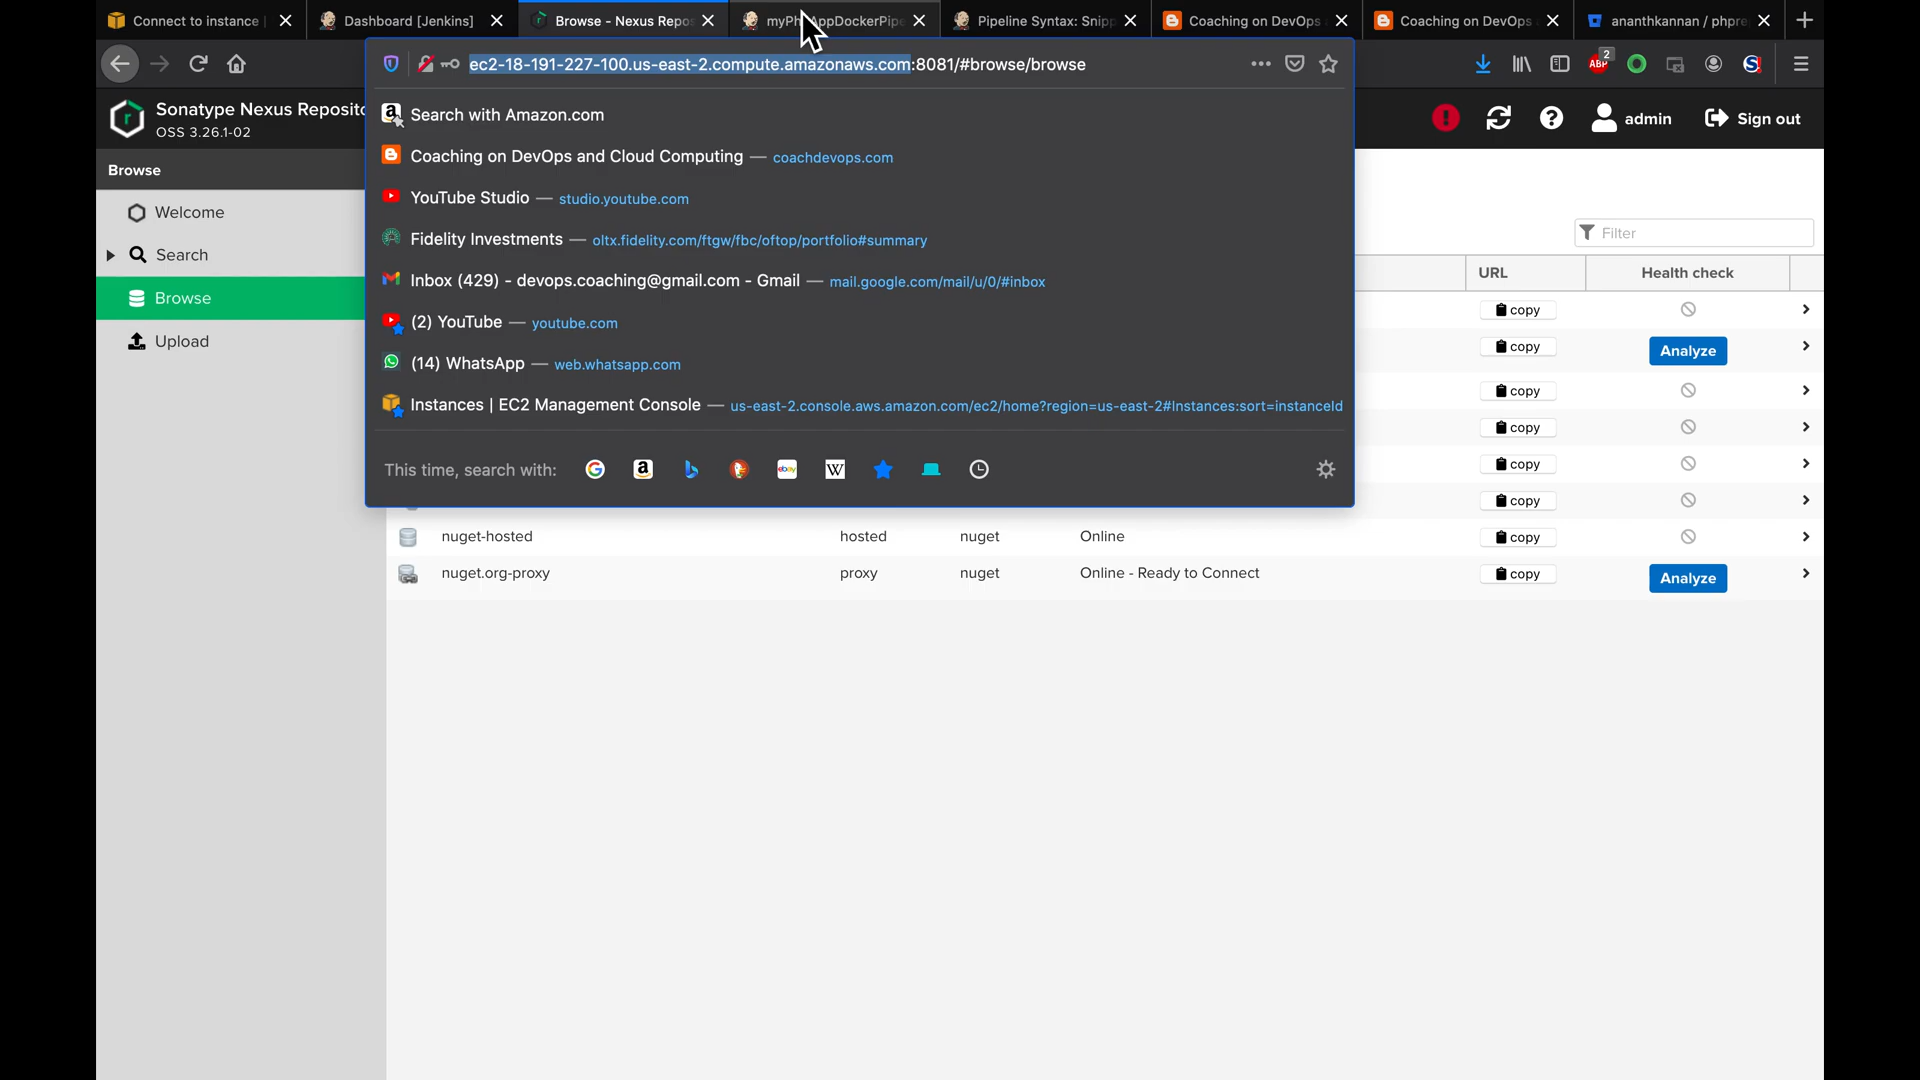 Connect to instance
Dashboard [Jenkins]
Browse - Nexus Repos
myPh AppDockerPipe
Pipeline Syntax: Snipp
Coaching on DevOps
Coaching on DevOps
ananthkannan / phpre
ec2-18-191-227-100.us-east-2.compute.amazonaws.com:8081/#browse/browse
ABP
2
Sonatype Nexus Reposito
OSS 3.26.1-02
admin
Sign out
Browse
Welcome
Search
Browse
Upload
Search with Amazon.com
Coaching on DevOps and Cloud Computing — coachdevops.com
YouTube Studio — studio.youtube.com
Fidelity Investments — oltx.fidelity.com/ftgw/fbc/oftop/portfolio#summary
Inbox (429) - devops.coaching@gmail.com - Gmail — mail.google.com/mail/u/0/#inbox
(2) YouTube — youtube.com
(14) WhatsApp — web.whatsapp.com
Instances | EC2 Management Console — us-east-2.console.aws.amazon.com/ec2/home?region=us-east-2#Instances:sort=instanceId
This time, search with:
Filter
URL
Health check
copy
copy
Analyze
copy
copy
copy
copy
nuget-hosted hosted nuget Online copy
nuget.org-proxy proxy nuget Online - Ready to Connect copy Analyze